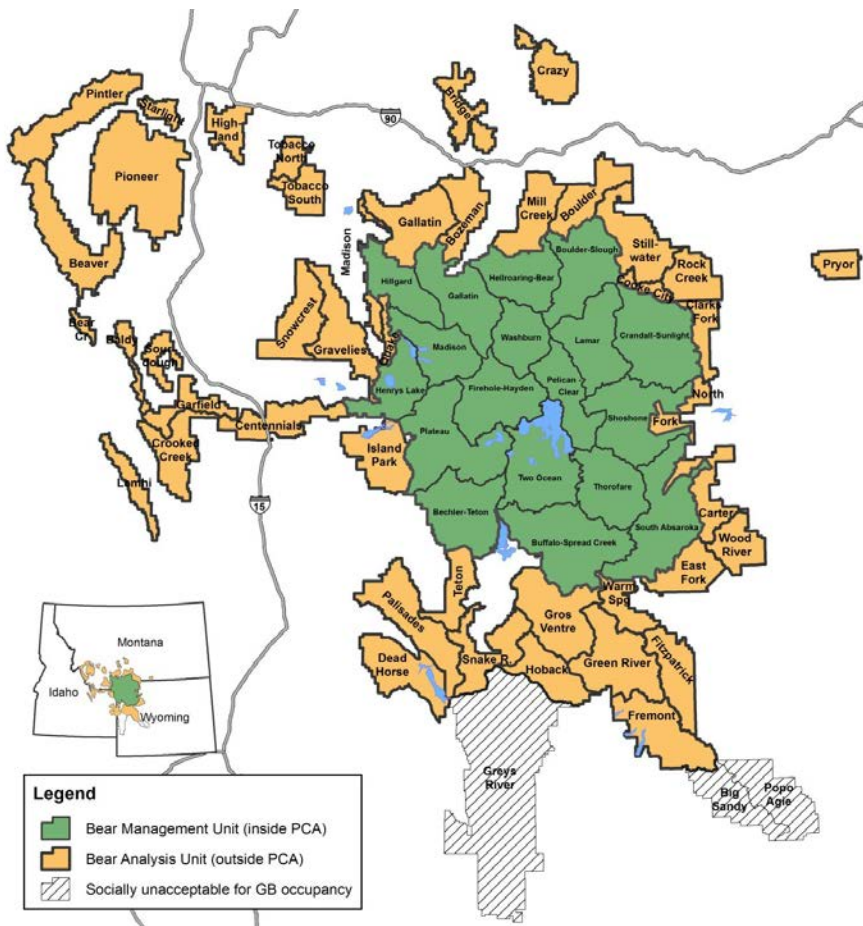 Crazy
Pintler
Starlight
Bridger
High-
land
90
Tobacco
North
Pioneer
Tobacco
South
Mill
Creek
Boulder
Gallatin
Bozeman
Madison
Boulder-Slough
Still-
water
Rock
Creek
Pryor
Beaver
Hilgard
Gallatin
Hellroaring-Bear
Cooke City
Clarks
Fork
Bear
Cr
Baldy
Sour-
dough
Snowcrest
Gravelies
Quake
Madison
Washburn
Lamar
Crandall-Sunlight
Henrys Lake
Firehole-Hayden
Pelican
Clear
North
Fork
Garfield
Centennials
Plateau
Shoshone
Crooked
Creek
Island
Park
Lemhi
15
Two Ocean
Thorofare
Bechler-Teton
South Absaroka
Carter
Wood
River
Buffalo-Spread Creek
East
Fork
Teton
Warm
Spg
Palisades
Gros
Ventre
Fitzpatrick
Dead
Horse
Snake R.
Hoback
Green River
Fremont
Greys
River
Big
Sandy
Popo
Agie
Montana
Idaho
Wyoming
Legend
Bear Management Unit (inside PCA)
Bear Analysis Unit (outside PCA)
Socially unacceptable for GB occupancy